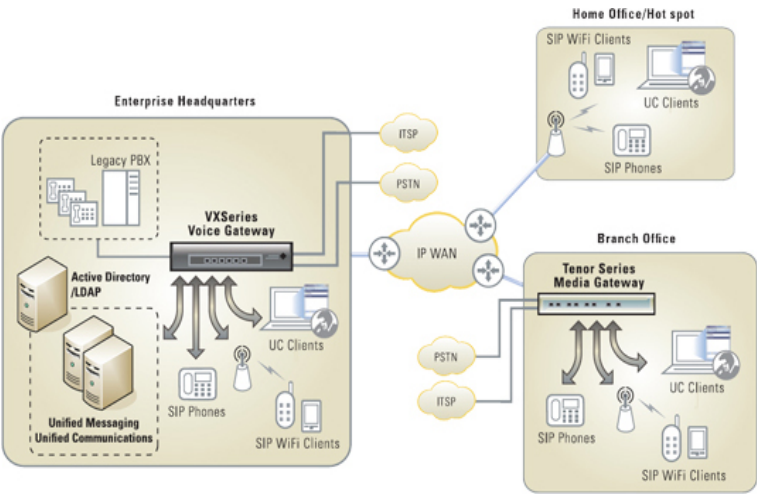 Home Office/Hot spot
SIP WiFi Clients
UC Clients
SIP Phones
Enterprise Headquarters
Legacy PBX
VXSeries
Voice Gateway
Active Directory
/LDAP
Unified Messaging
Unified Communications
UC Clients
SIP Phones
SIP WiFi Clients
ITSP
PSTN
IP WAN
PSTN
ITSP
Branch Office
Tenor Series
Media Gateway
UC Clients
SIP Phones
SIP WiFi Clients